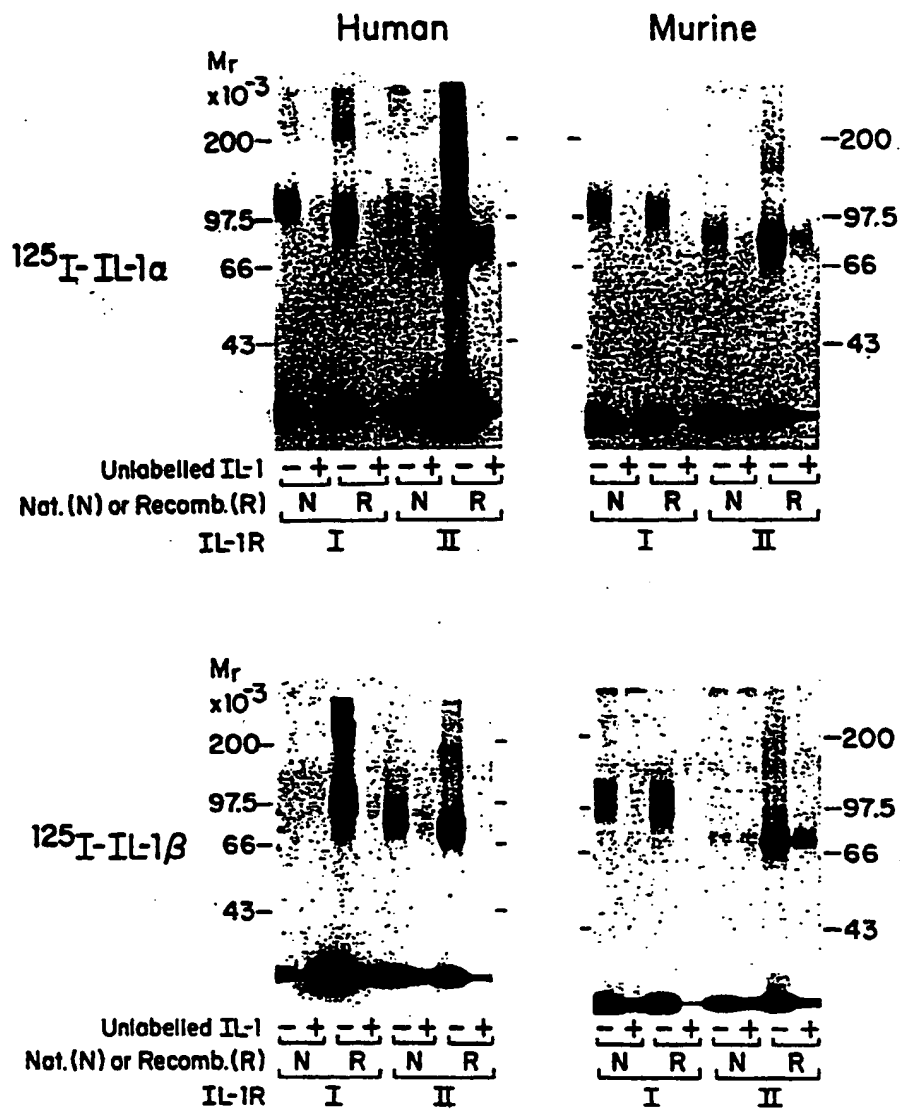 Human Murine
Mr
x10-3
200- -200
97.5- -97.5
125I-IL-1α
66- -66
43- -43
Unlabelled IL-1 - + - + - + - + - + - + - + - +
Nat.(N) or Recomb.(R) N R N R N R N R
IL-1R I II I II
Mr
x10-3
200- -200
97.5- -97.5
125I-IL-1β
66- -66
43- -43
Unlabelled IL-1 - + - + - + - + - + - + - + - +
Nat.(N) or Recomb.(R) N R N R N R N R
IL-1R I II I II